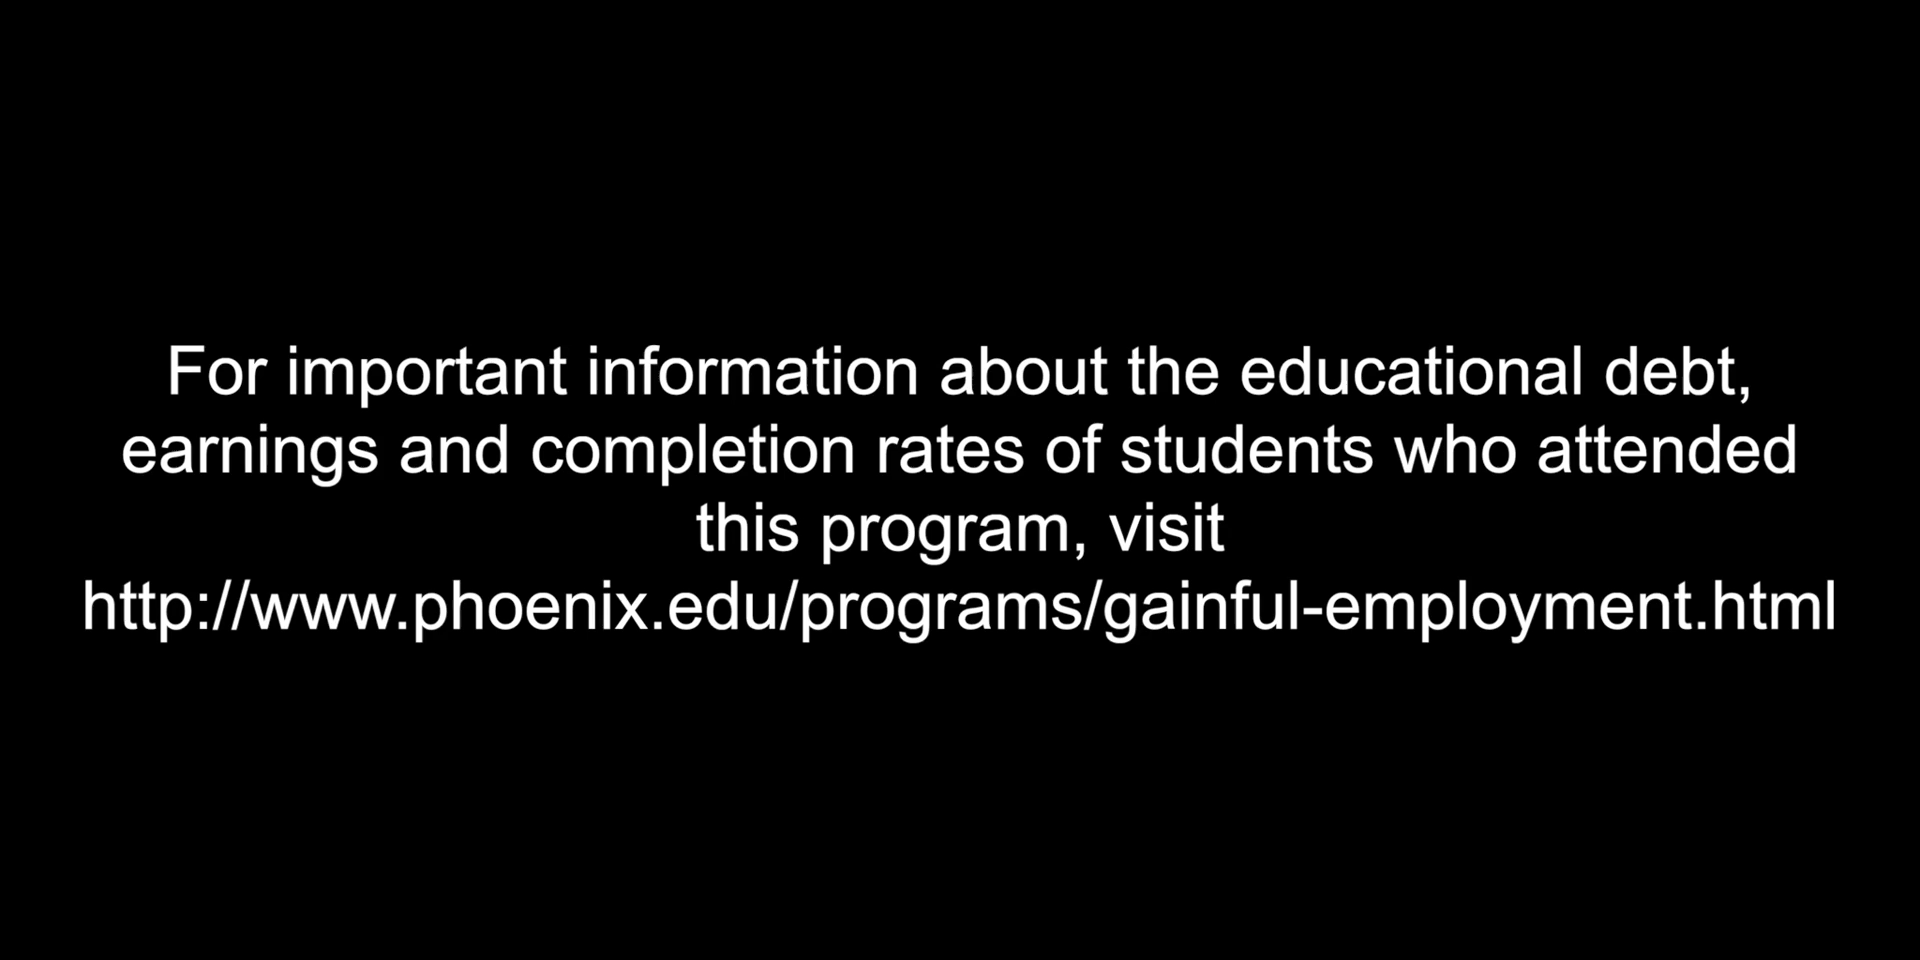 For important information about the educational debt,
earnings and completion rates of students who attended
this program, visit
http://www.phoenix.edu/programs/gainful-employment.html